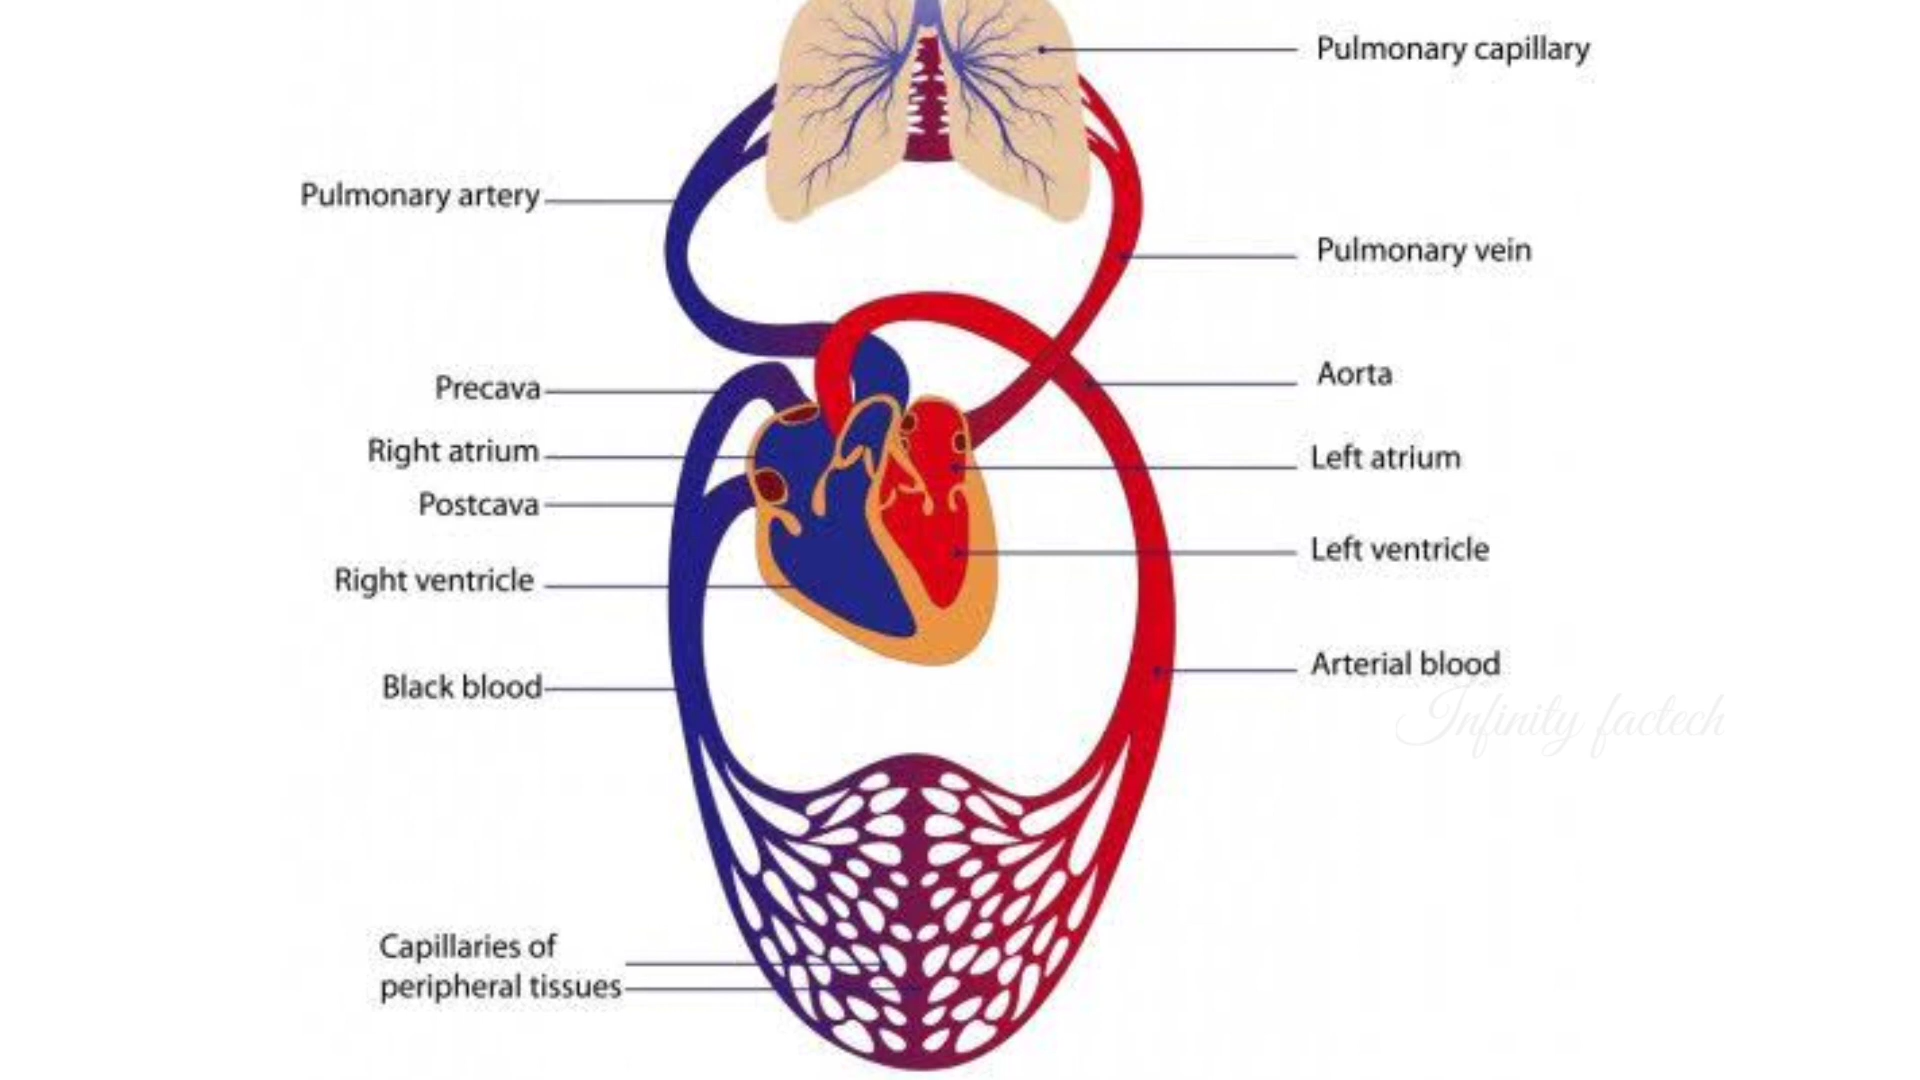 Pulmonary capillary
Pulmonary artery
Pulmonary vein
Aorta
Precava
Right atrium
Left atrium
Postcava
Left ventricle
Right ventricle
Arterial blood
Black blood
Infinity factech
Capillaries of
peripheral tissues